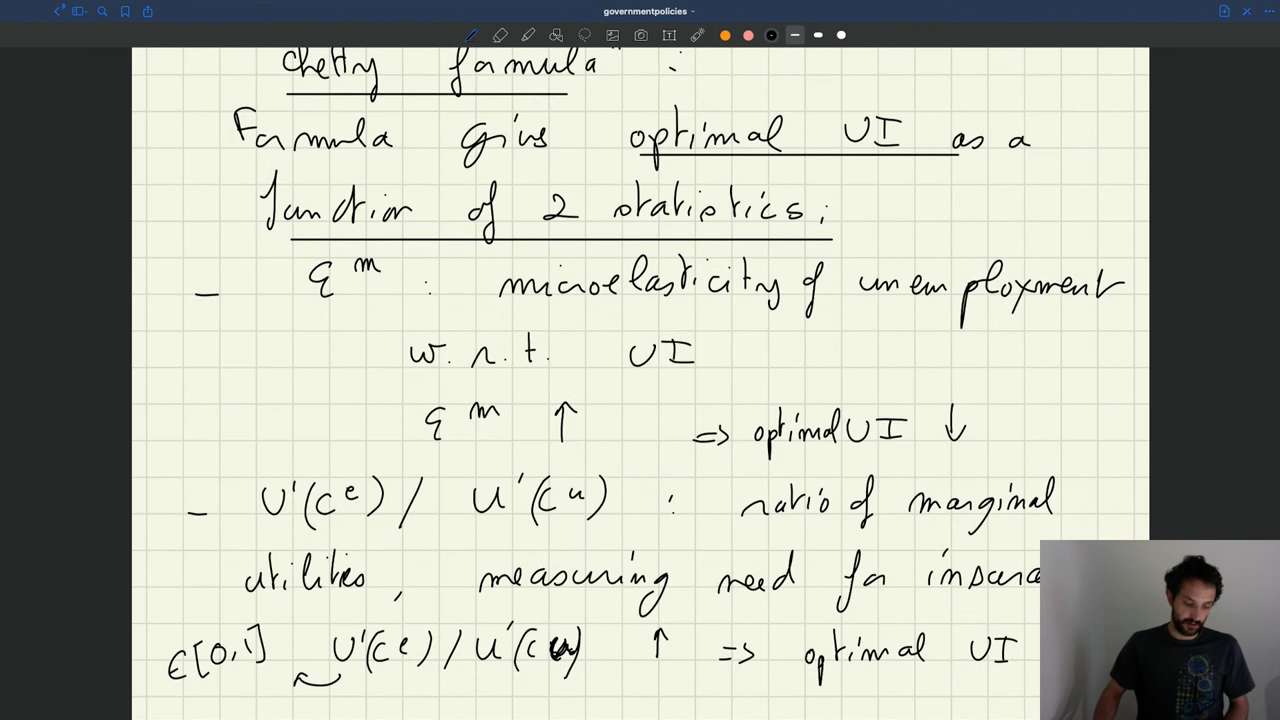 governmentpolicies
Chetty formula" :
Formula gives optimal UI as a
function of 2 statistics:
- ε^m : microelasticity of unemployment
w.r.t. UI
ε^m ↑ => optimal UI ↓
- U'(c^e) / U'(c^u) : ratio of marginal
utilities, measuring need for
∈[0,1] U'(c^e) / U'(c^u) ↑ => optimal UI